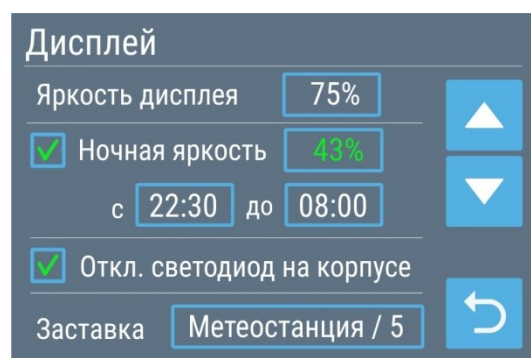 Дисплей
Яркость дисплея 75%
Ночная яркость 43%
с 22:30 до 08:00
Откл. светодиод на корпусе
Заставка Метеостанция / 5